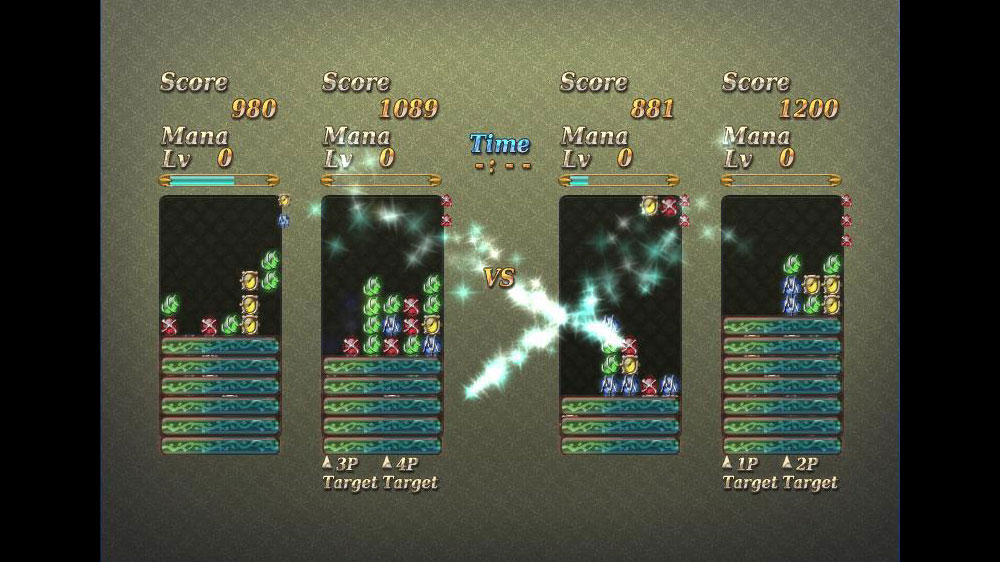 Score
980
Mana
Lv 0
Score
1089
Mana
Lv 0
Time
-:--
Score
881
Mana
Lv 0
Score
1200
Mana
Lv 0
VS
3P 4P
Target Target
1P 2P
Target Target